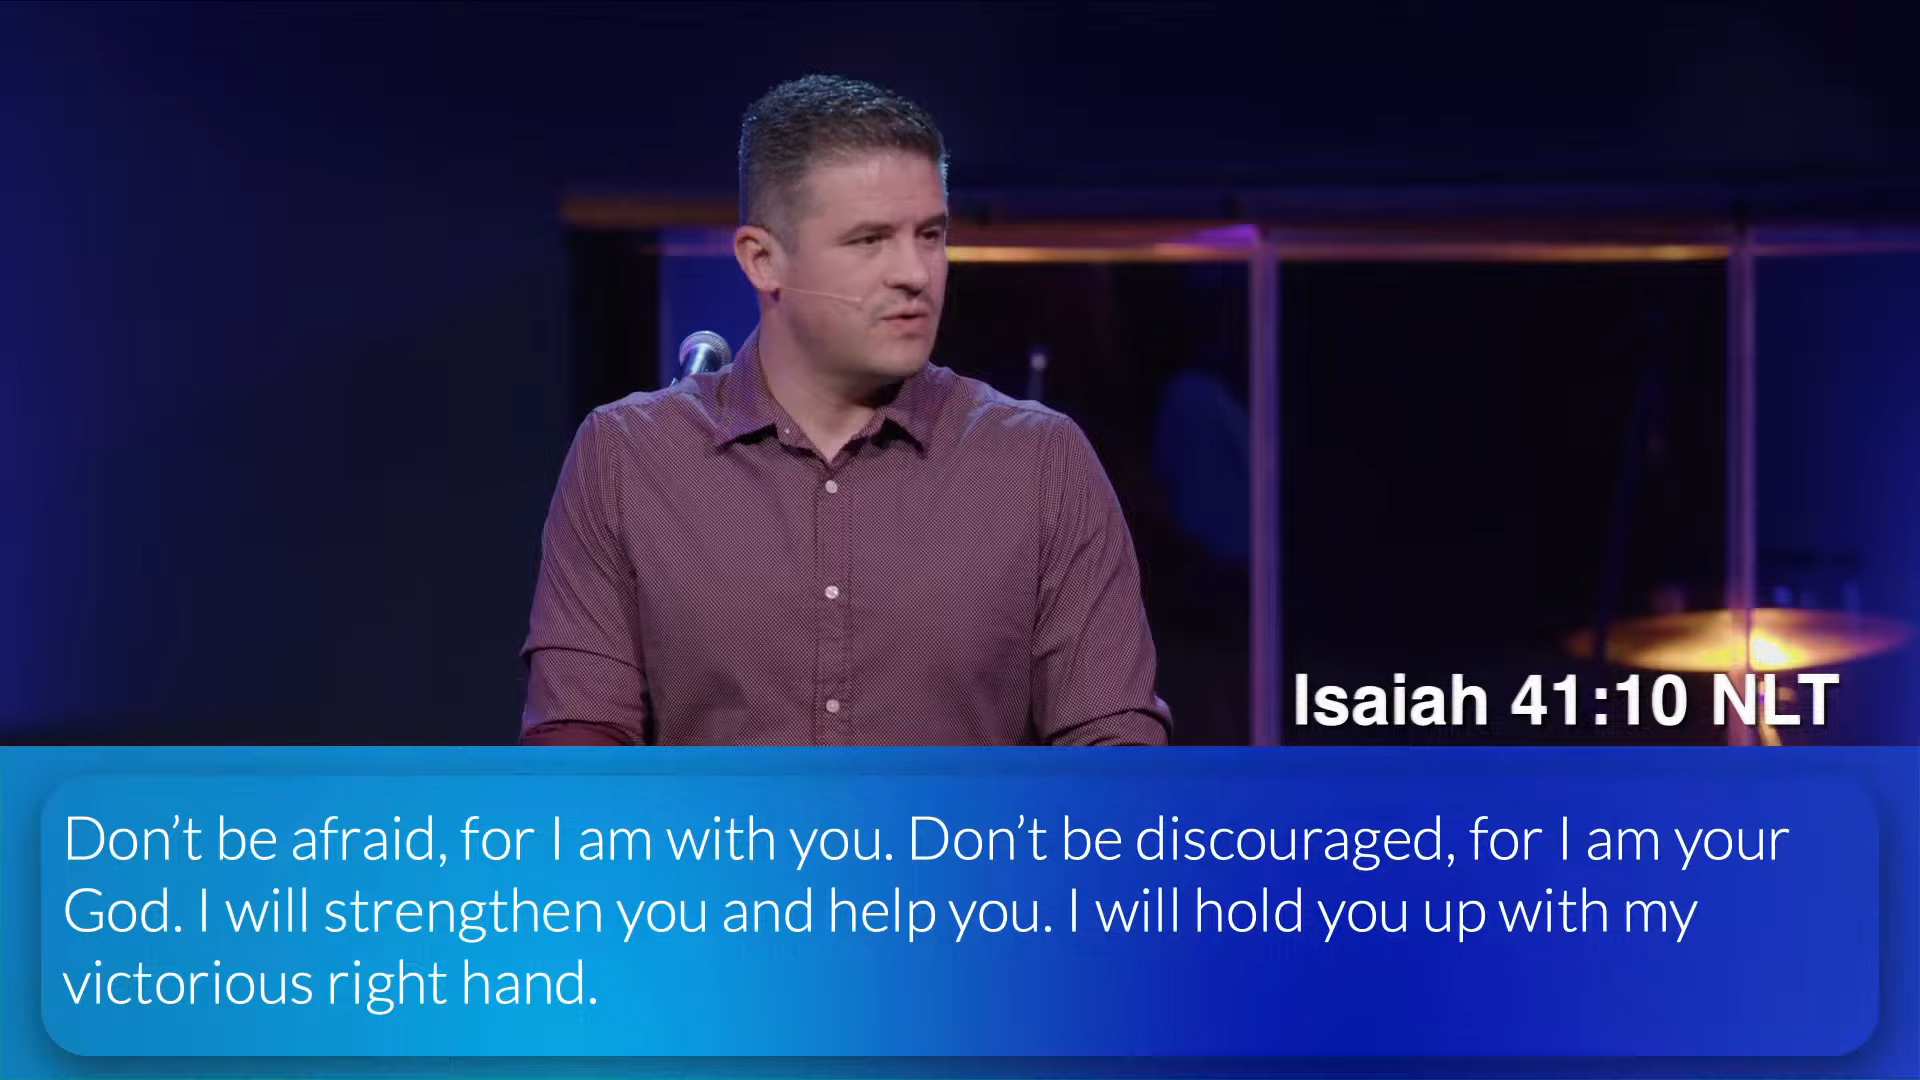 Isaiah 41:10 NLT
Don’t be afraid, for I am with you. Don’t be discouraged, for I am your
God. I will strengthen you and help you. I will hold you up with my
victorious right hand.